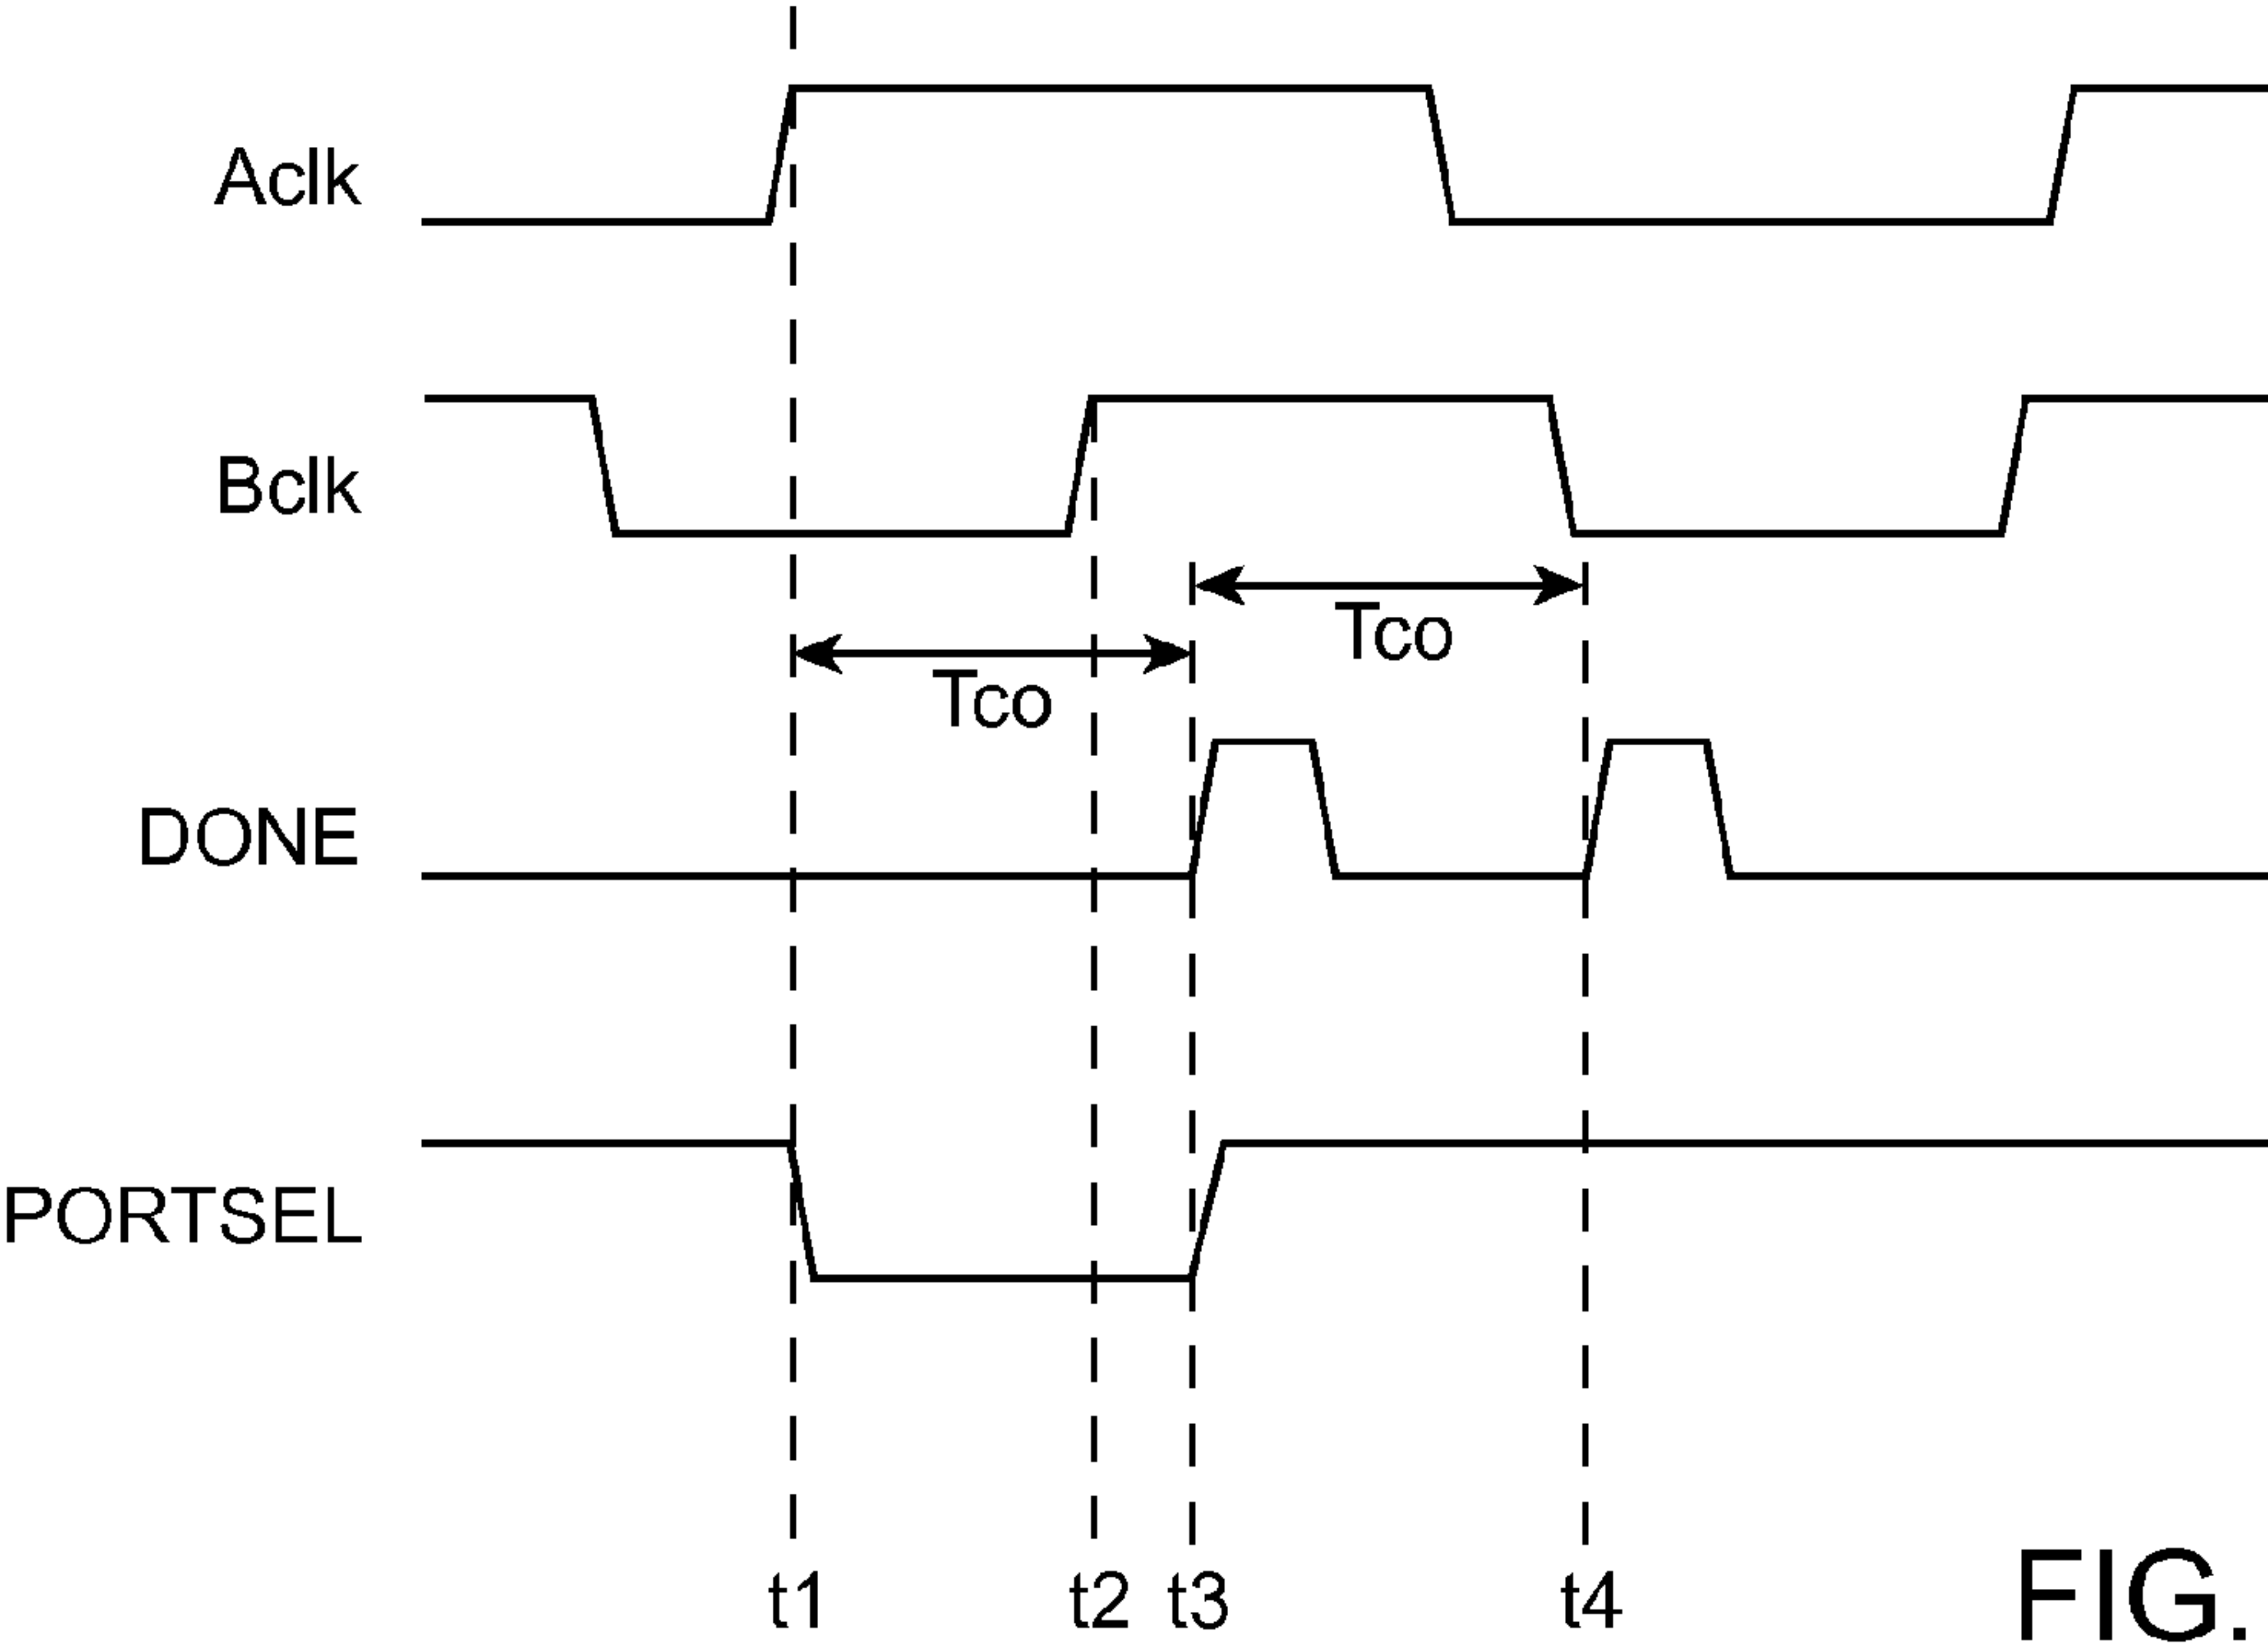 Aclk
Bclk
Tco
Tco
DONE
PORTSEL
t1 t2 t3 t4
FIG.